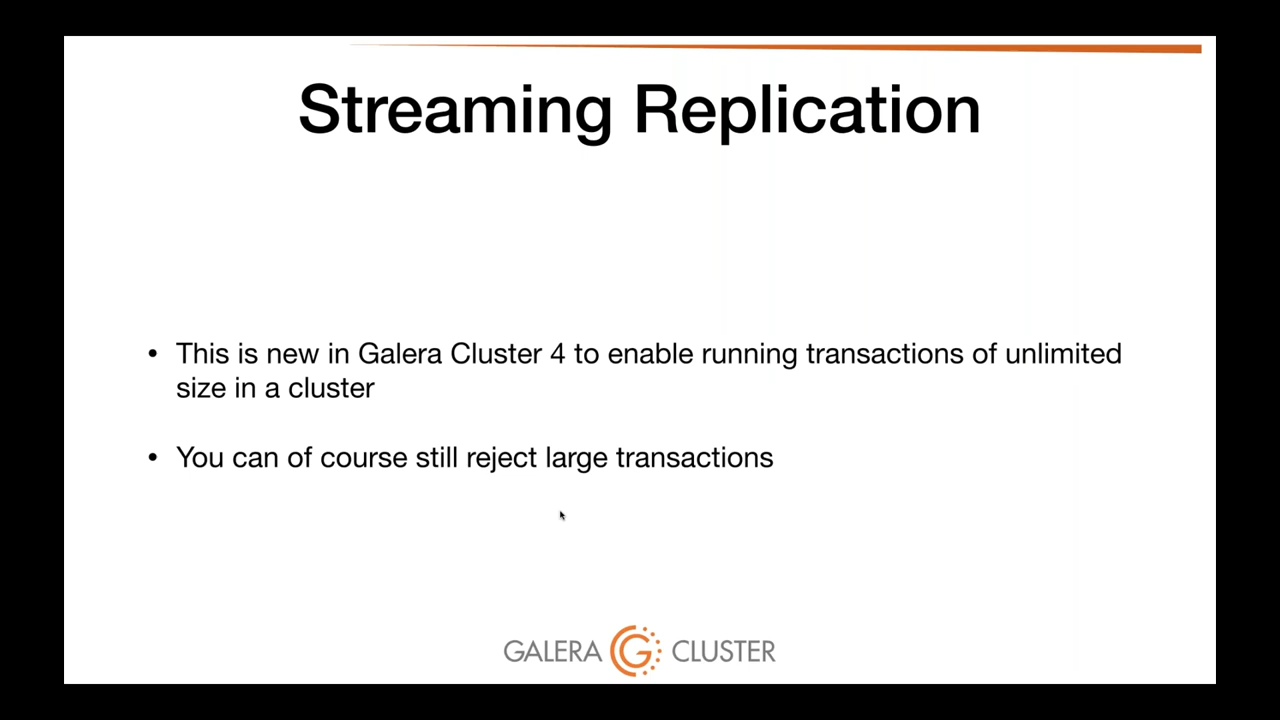 Streaming Replication
• This is new in Galera Cluster 4 to enable running transactions of unlimited
size in a cluster
• You can of course still reject large transactions
GALERA CLUSTER